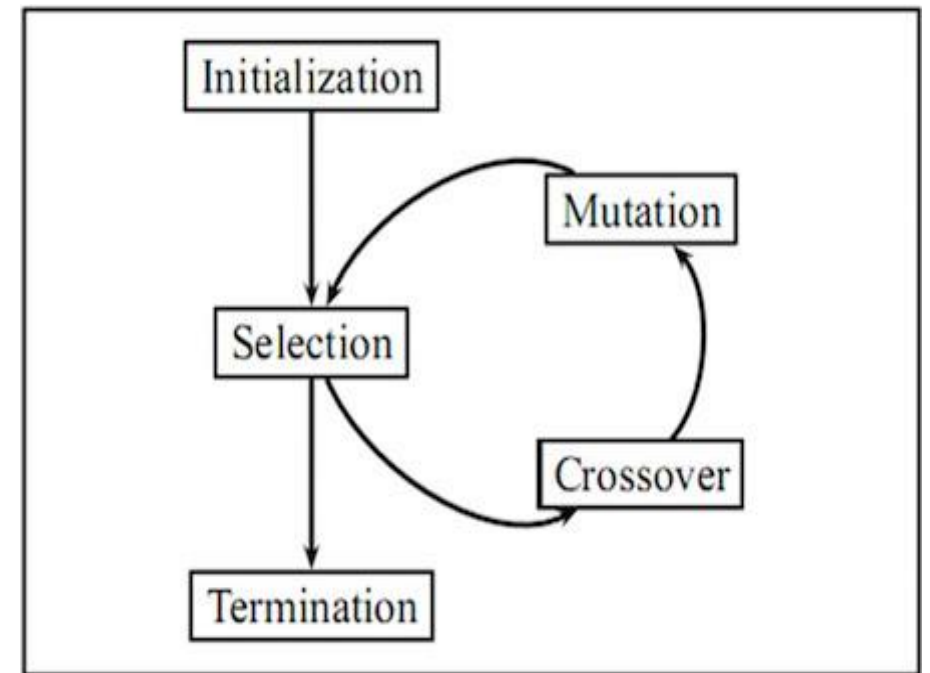 Initialization
Mutation
Selection
Crossover
Termination